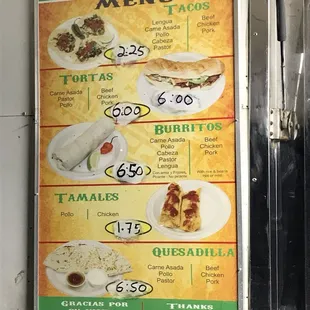 MENU
TACOS
Lengua
Carne Asada
Pollo
Cabeza
Pastor
Beef
Chicken
Pork
2.25
TORTAS
Carne Asada
Pastor
Pollo
Beef
Chicken
Pork
6.00
6.00
BURRITOS
Carne Asada
Pollo
Cabeza
Pastor
Lengua
Beef
Chicken
Pork
6.50
TAMALES
Pollo
Chicken
1.75
QUESADILLA
Carne Asada
Pollo
Pastor
Beef
Chicken
Pork
6.50
GRACIAS POR
THANKS